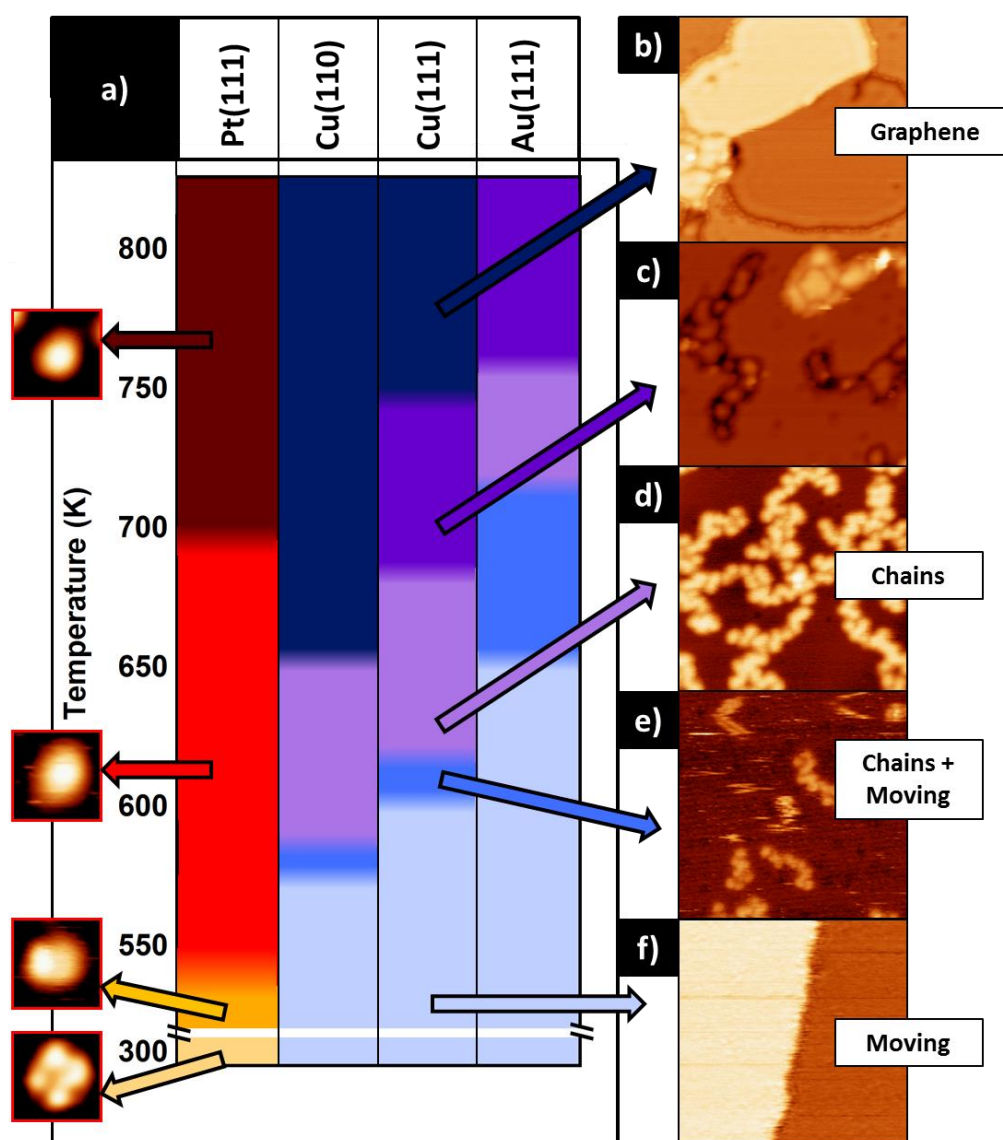 a)
Pt(111)
Cu(110)
Cu(111)
Au(111)
Temperature (K)
800
750
700
650
600
550
300
b)
Graphene
c)
d)
Chains
e)
Chains +
Moving
f)
Moving